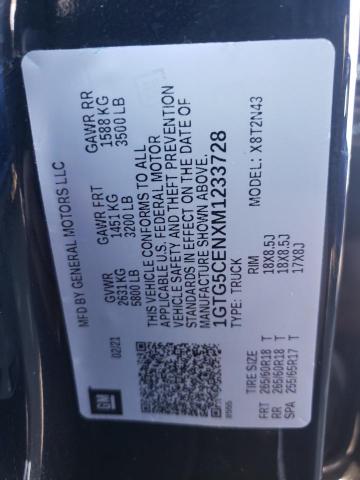 MFD BY GENERAL MOTORS LLC
02/21
GVWR
2631 KG
5800 LB
GAWR FRT
1451 KG
3200 LB
GAWR RR
1588 KG
3500 LB
THIS VEHICLE CONFORMS TO ALL
APPLICABLE U.S. FEDERAL MOTOR
VEHICLE SAFETY AND THEFT PREVENTION
STANDARDS IN EFFECT ON THE DATE OF
MANUFACTURE SHOWN ABOVE.
1GTG5CENXM1233728
TYPE: TRUCK
MODEL: X8T2N43
GM
TIRE SIZE RIM
FRT 265/60R18 T 18X8.5J
RR 265/60R18 T 18X8.5J
SPA 255/65R17 T 17X8J